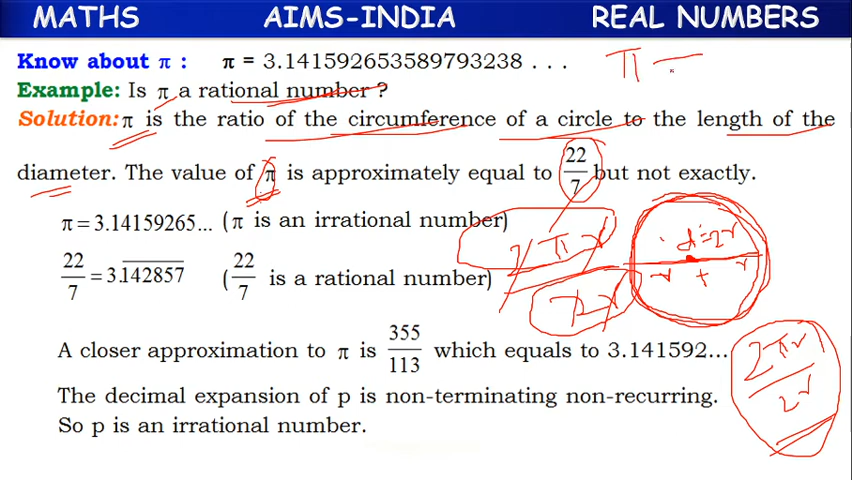 MATHS AIMS-INDIA REAL NUMBERS
Know about π : π = 3.141592653589793238 . . . π =
Example: Is π a rational number ?
Solution: π is the ratio of the circumference of a circle to the length of the
diameter. The value of π is approximately equal to 22/7 but not exactly.
π = 3.14159265... (π is an irrational number)
2πr
d=2r
r r
22/7 = 3.142857 (22/7 is a rational number)
A closer approximation to π is 355/113 which equals to 3.141592...
2πr/2r
The decimal expansion of p is non-terminating non-recurring.
So p is an irrational number.